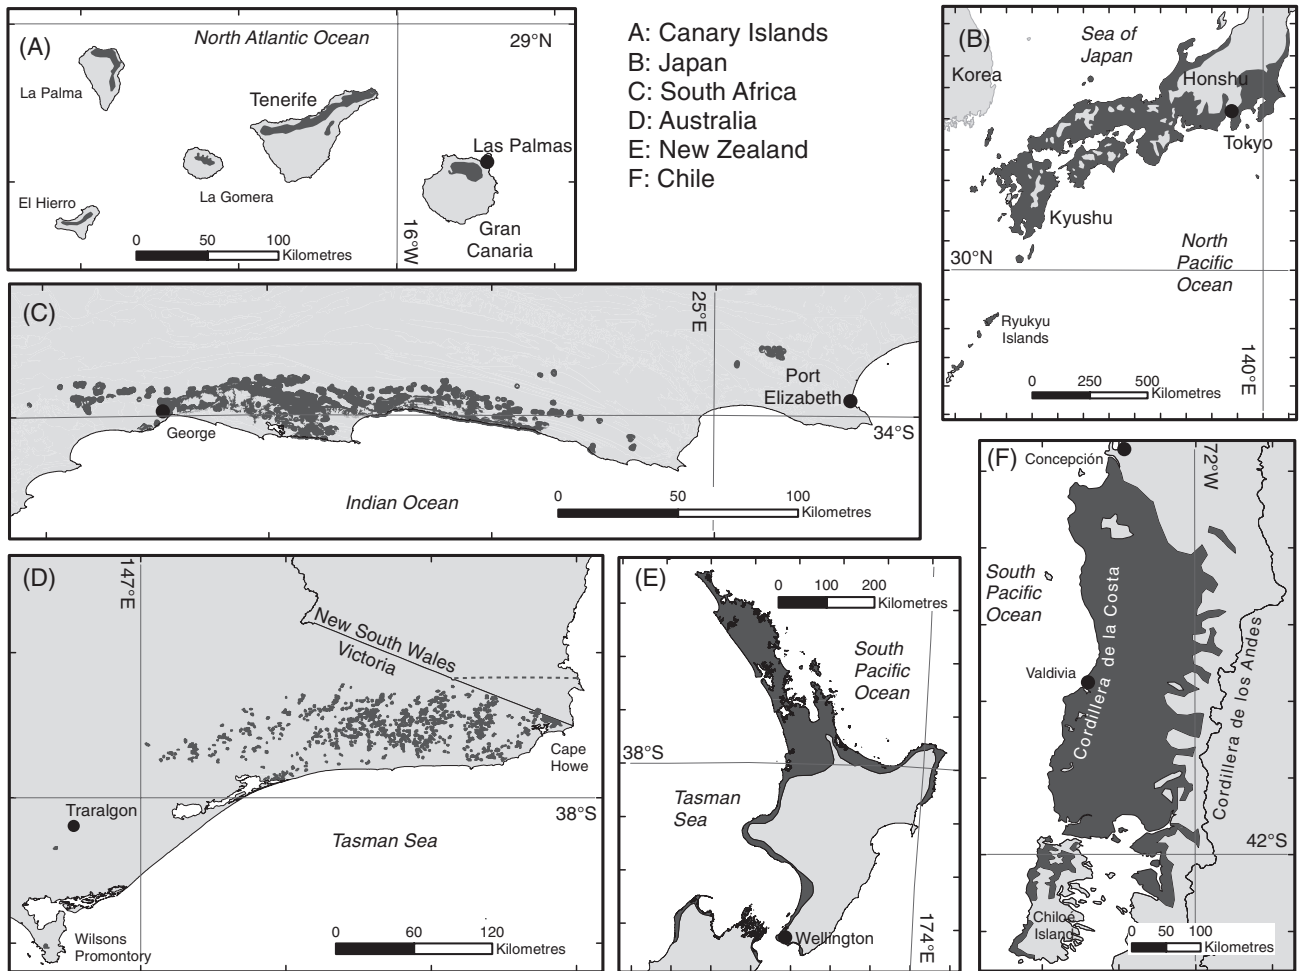 (A)
North Atlantic Ocean
29°N
La Palma
Tenerife
Las Palmas
La Gomera
El Hierro
Gran
Canaria
16°W
0 50 100
Kilometres
A: Canary Islands
B: Japan
C: South Africa
D: Australia
E: New Zealand
F: Chile
(B)
Sea of
Japan
Korea
Honshu
Tokyo
Kyushu
30°N
North
Pacific
Ocean
Ryukyu
Islands
140°E
0 250 500
Kilometres
(C)
25°E
Port
Elizabeth
George
34°S
Indian Ocean
0 50 100
Kilometres
(D)
147°E
New South Wales
Victoria
Cape
Howe
Traralgon
38°S
Tasman Sea
Wilsons
Promontory
0 60 120
Kilometres
(E)
0 100 200
Kilometres
South
Pacific
Ocean
38°S
Tasman
Sea
Wellington
174°E
(F)
Concepción
72°W
South
Pacific
Ocean
Cordillera de la Costa
Valdivia
Cordillera de los Andes
42°S
Chiloé
Island
0 50 100
Kilometres